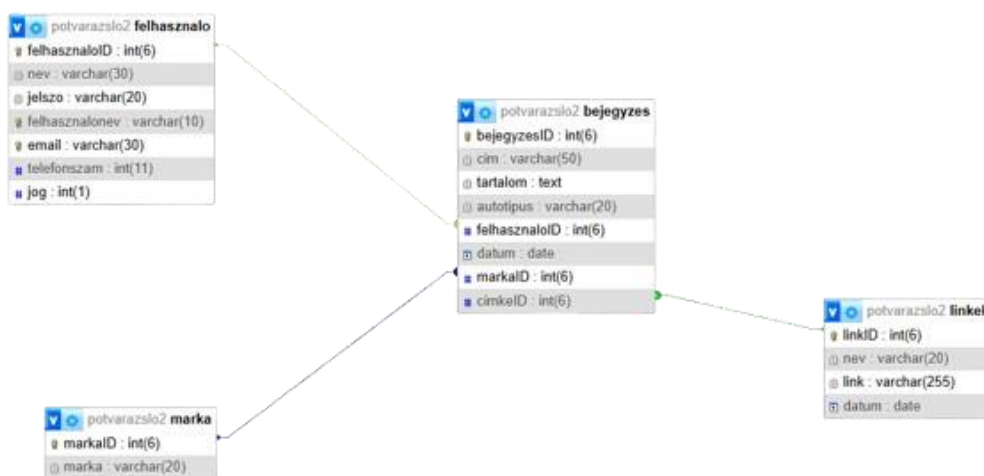 potvarazslo2 felhasznalo
felhasznaloID : int(6)
nev : varchar(30)
jelszo : varchar(20)
felhasznalonev : varchar(10)
email : varchar(30)
telefonszam : int(11)
jog : int(1)
potvarazslo2 bejegyzes
bejegyzesID : int(6)
cim : varchar(50)
tartalom : text
autotipus : varchar(20)
felhasznaloID : int(6)
datum : date
markaID : int(6)
cimkeID : int(6)
potvarazslo2 linkek
linkID : int(6)
nev : varchar(20)
link : varchar(255)
datum : date
potvarazslo2 marka
markaID : int(6)
marka : varchar(20)